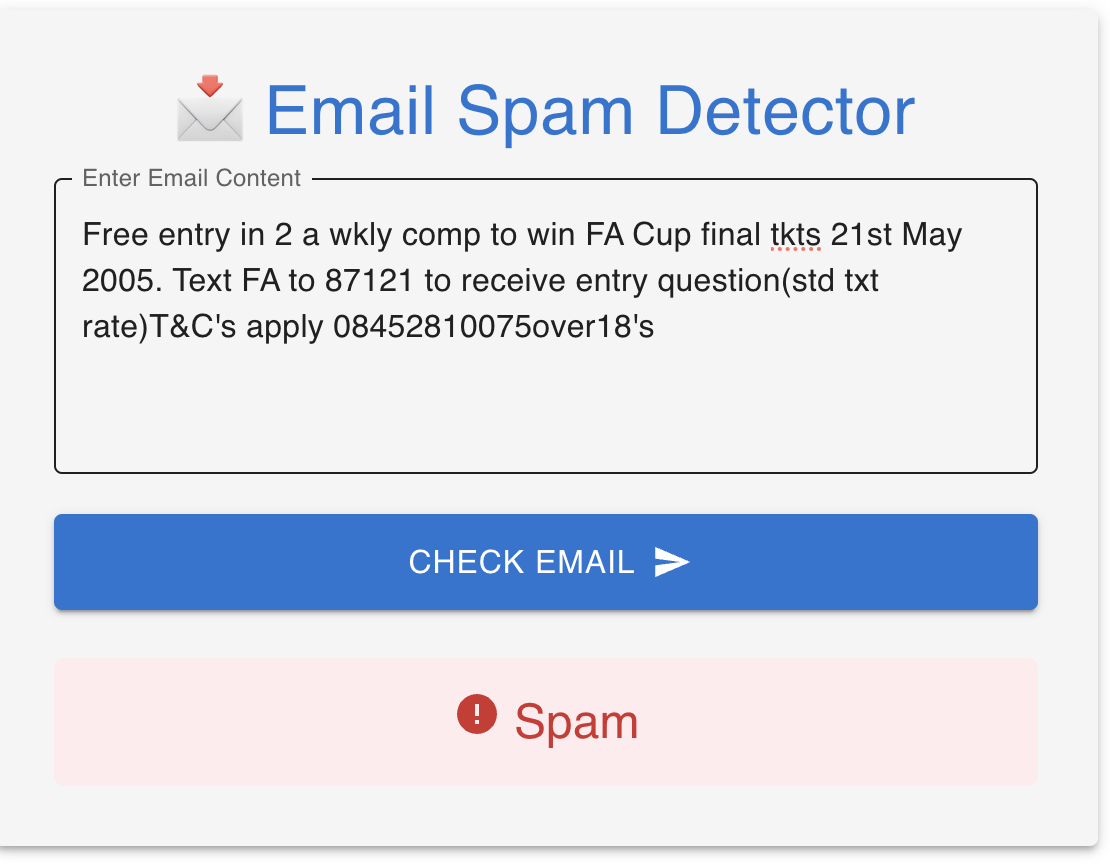 Email Spam Detector
Enter Email Content
Free entry in 2 a wkly comp to win FA Cup final tkts 21st May
2005. Text FA to 87121 to receive entry question(std txt
rate)T&C's apply 08452810075over18's
CHECK EMAIL
Spam